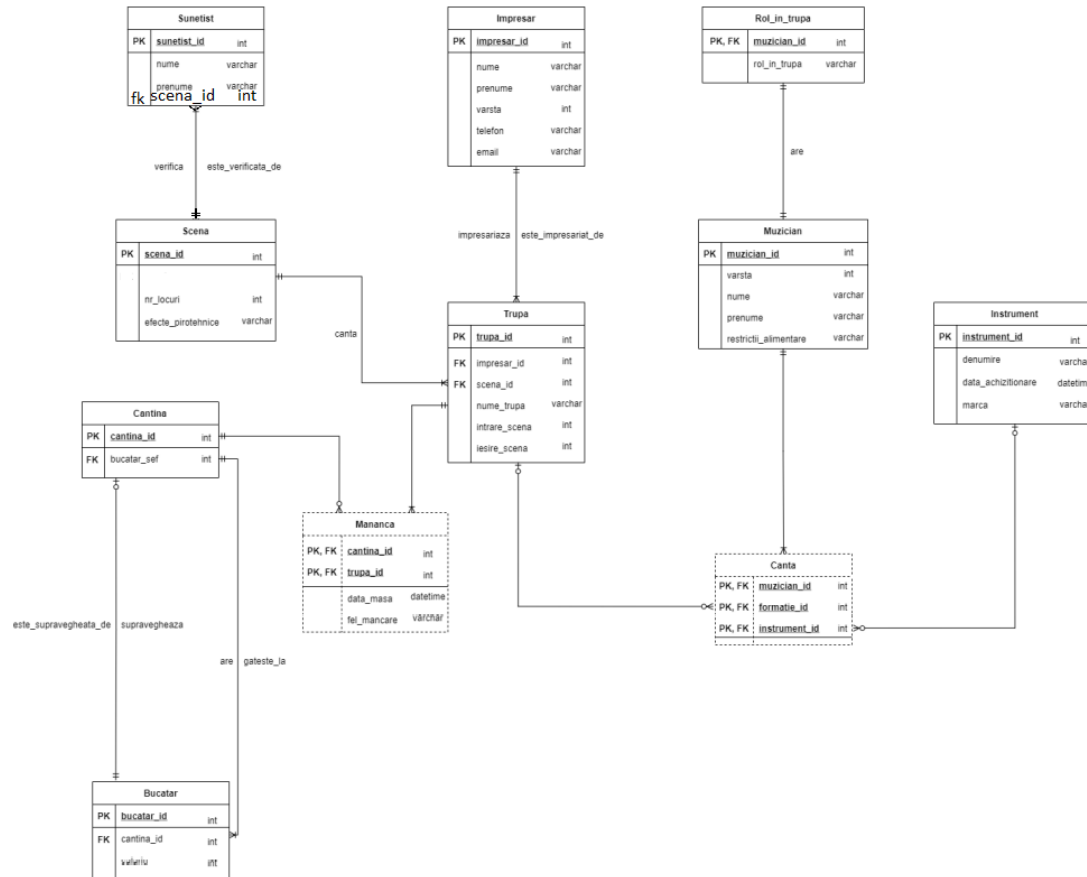 Sunetist
PK sunetist_id int
nume varchar
prenume varchar
fk scena_id int
Impresar
PK impresar_id int
nume varchar
prenume varchar
varsta int
telefon varchar
email varchar
Rol_in_trupa
PK, FK muzician_id int
rol_in_trupa varchar
verifica este_verificata_de
are
impresariaza este_impresariat_de
Scena
PK scena_id int
nr_locuri int
efecte_pirotehnice varchar
canta
Muzician
PK muzician_id int
varsta int
nume varchar
prenume varchar
restrictii_alimentare varchar
Trupa
PK trupa_id int
FK impresar_id int
FK scena_id int
nume_trupa varchar
intrare_scena int
iesire_scena int
Instrument
PK instrument_id int
denumire varcha
data_achizitionare datetim
marca varcha
Cantina
PK cantina_id int
FK bucatar_sef int
Mananca
PK, FK cantina_id int
PK, FK trupa_id int
data_masa datetime
fel_mancare varchar
Canta
PK, FK muzician_id int
PK, FK formatie_id int
PK, FK instrument_id int
este_supravegheata_de supravegheaza
are gateste_la
Bucatar
PK bucatar_id int
FK cantina_id int
int